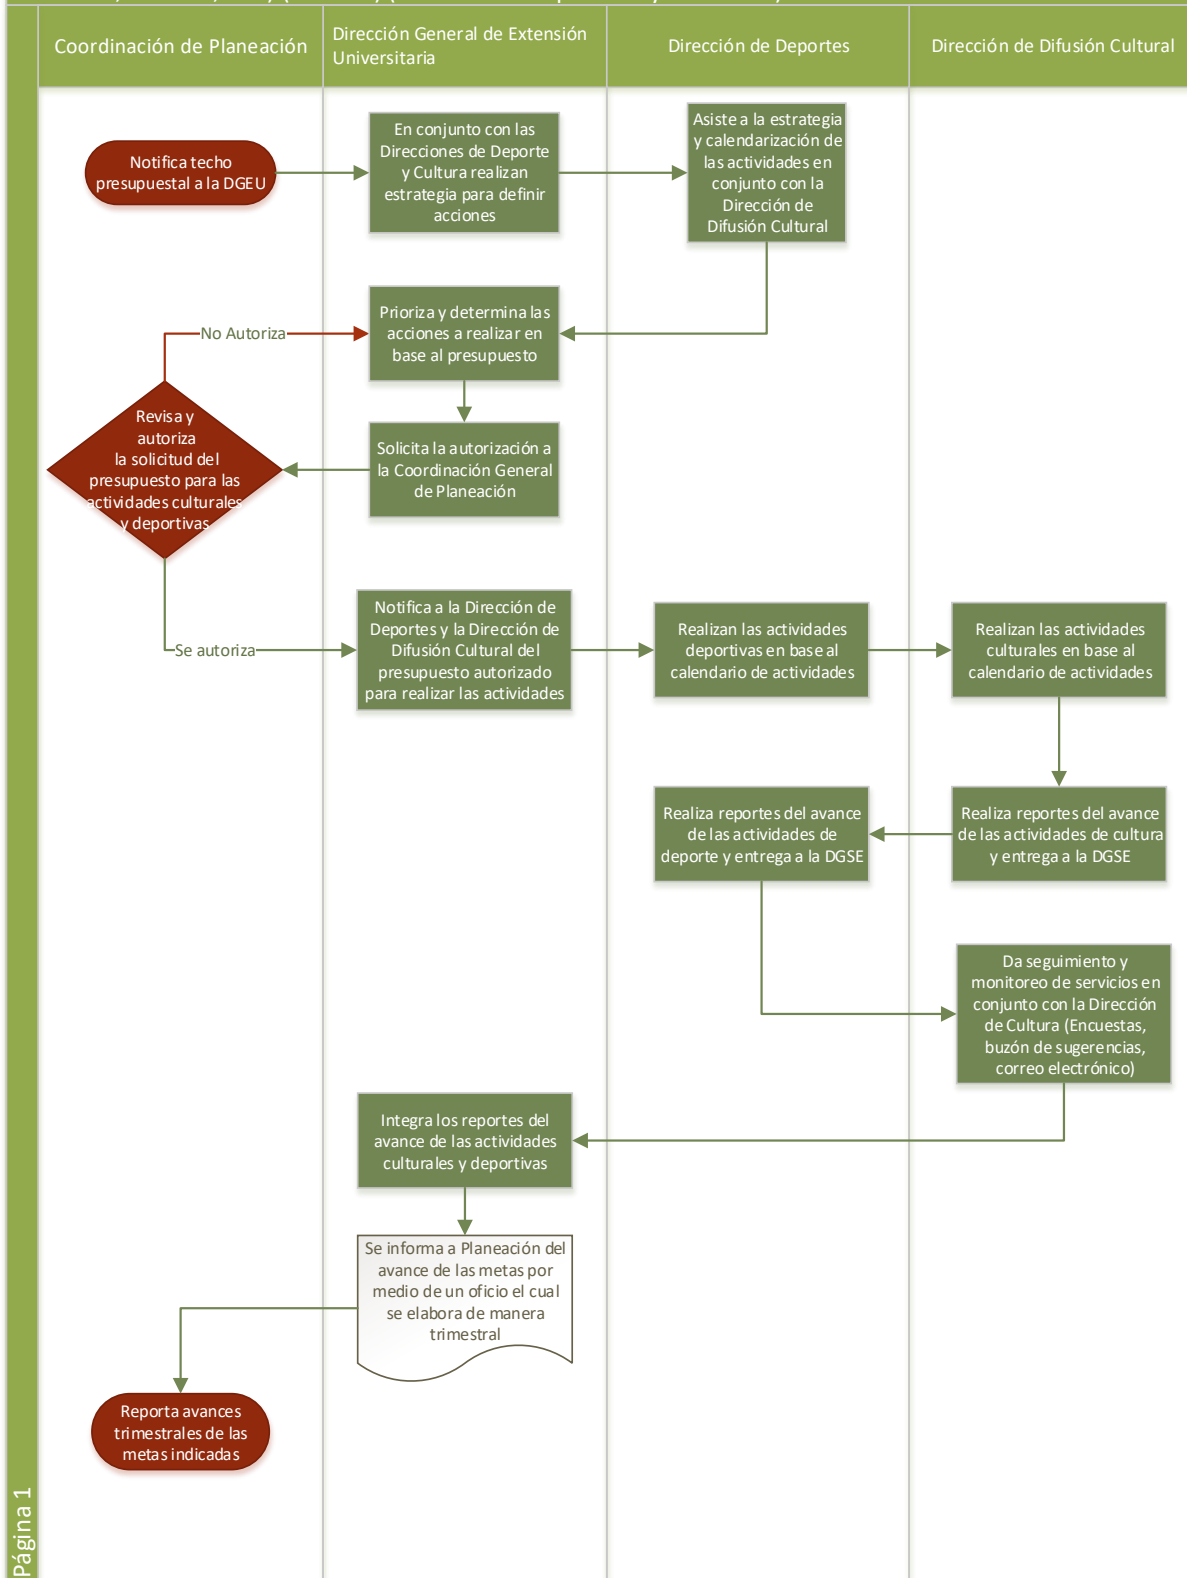 Coordinación de Planeación
Dirección General de Extensión
Universitaria
Dirección de Deportes
Dirección de Difusión Cultural
Notifica techo
presupuestal a la DGEU
En conjunto con las
Direcciones de Deporte
y Cultura realizan
estrategia para definir
acciones
Asiste a la estrategia
y calendarización de
las actividades en
conjunto con la
Dirección de
Difusión Cultural
No Autoriza
Prioriza y determina las
acciones a realizar en
base al presupuesto
Revisa y
autoriza
la solicitud del
presupuesto para las
actividades culturales
y deportivas
Solicita la autorización a
la Coordinación General
de Planeación
Se autoriza
Notifica a la Dirección de
Deportes y la Dirección de
Difusión Cultural del
presupuesto autorizado
para realizar las actividades
Realizan las actividades
deportivas en base al
calendario de actividades
Realizan las actividades
culturales en base al
calendario de actividades
Realiza reportes del avance
de las actividades de
deporte y entrega a la DGSE
Realiza reportes del avance
de las actividades de cultura
y entrega a la DGSE
Da seguimiento y
monitoreo de servicios en
conjunto con la Dirección
de Cultura (Encuestas,
buzón de sugerencias,
correo electrónico)
Integra los reportes del
avance de las actividades
culturales y deportivas
Se informa a Planeación del
avance de las metas por
medio de un oficio el cual
se elabora de manera
trimestral
Reporta avances
trimestrales de las
metas indicadas
Página 1